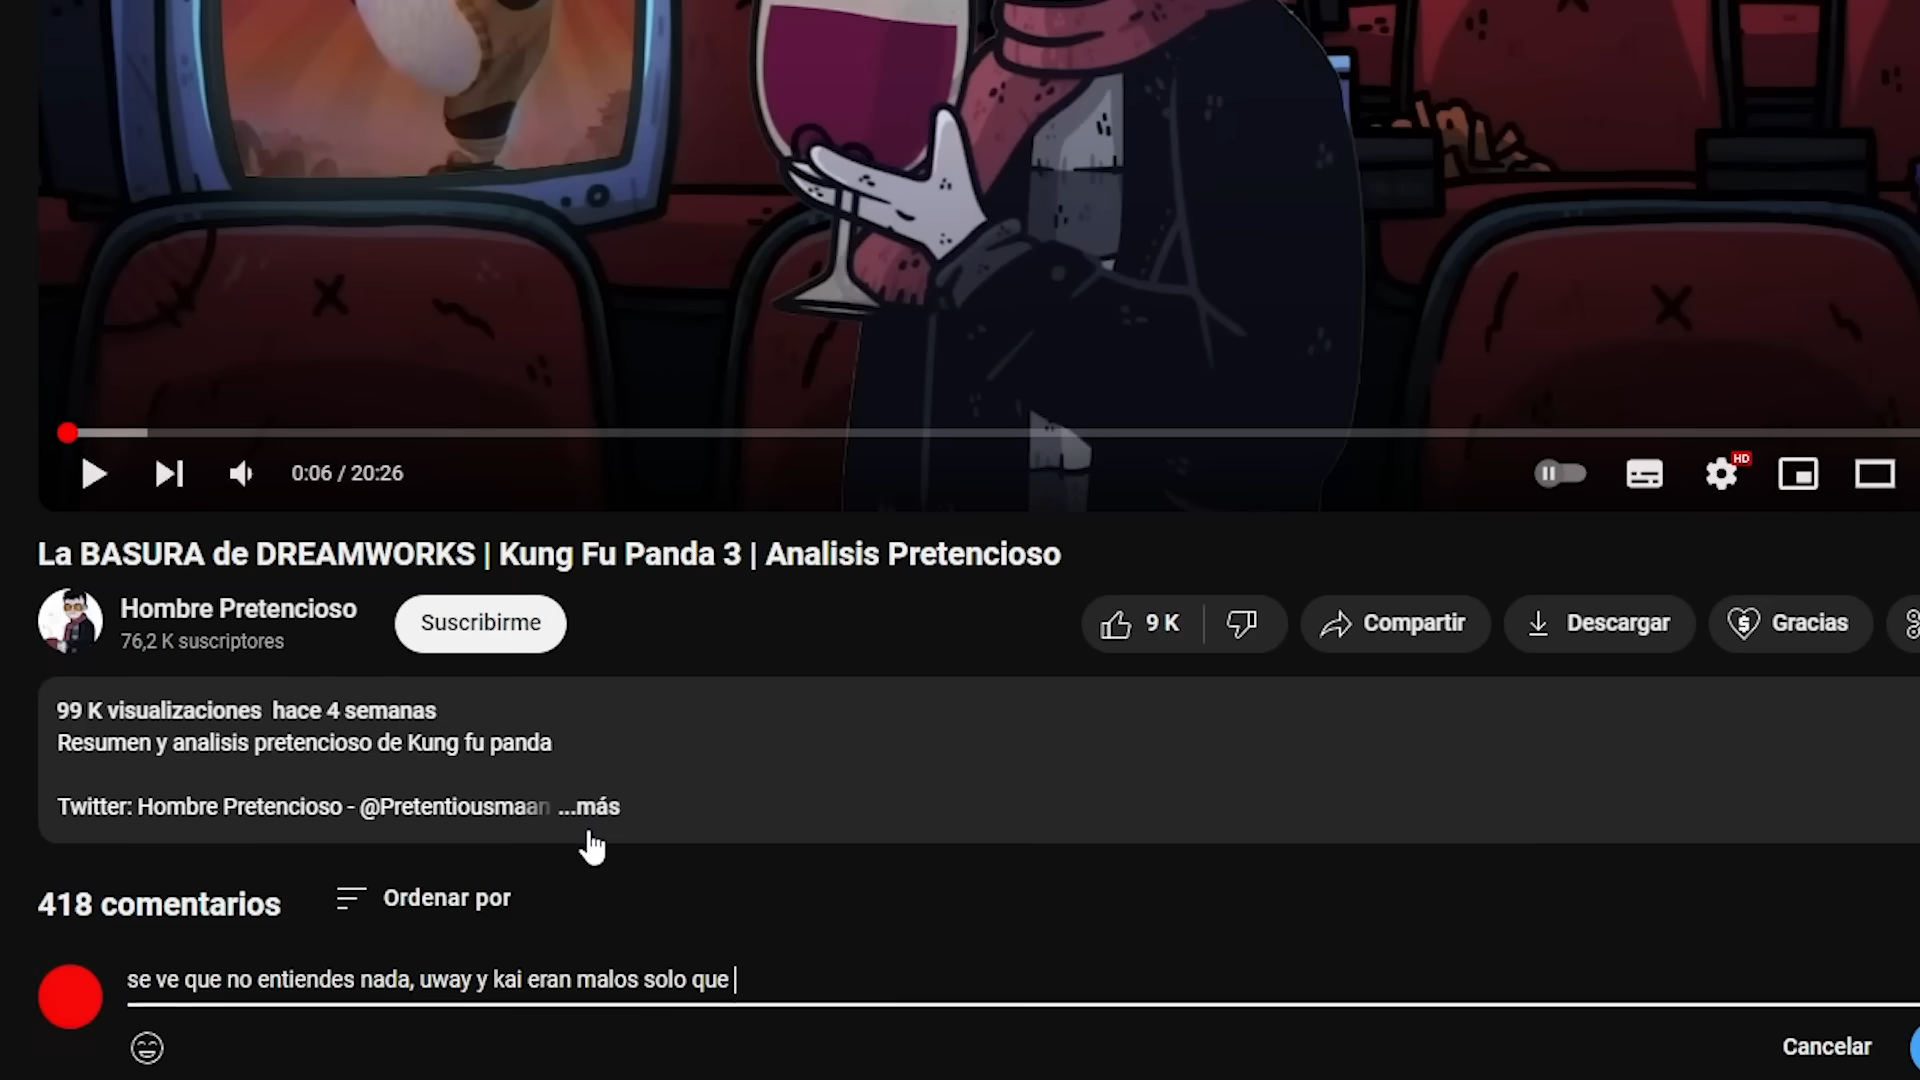 0:06 / 20:26
HD
La BASURA de DREAMWORKS | Kung Fu Panda 3 | Analisis Pretencioso
Hombre Pretencioso
76,2 K suscriptores
Suscribirme
9 K
Compartir
Descargar
Gracias
99 K visualizaciones hace 4 semanas
Resumen y analisis pretencioso de Kung fu panda
Twitter: Hombre Pretencioso - @Pretentiousmaan ...más
418 comentarios
Ordenar por
se ve que no entiendes nada, uway y kai eran malos solo que
Cancelar